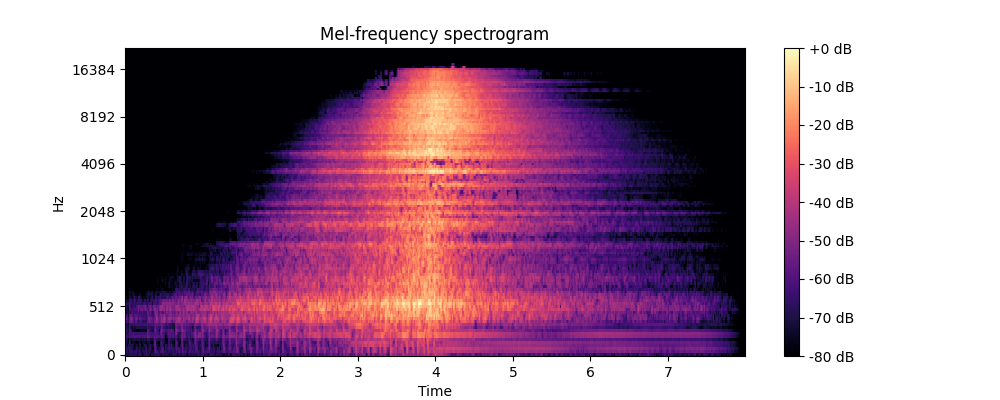 Mel-frequency spectrogram
Hz
16384
8192
4096
2048
1024
512
0
0 1 2 3 4 5 6 7
Time
+0 dB
-10 dB
-20 dB
-30 dB
-40 dB
-50 dB
-60 dB
-70 dB
-80 dB